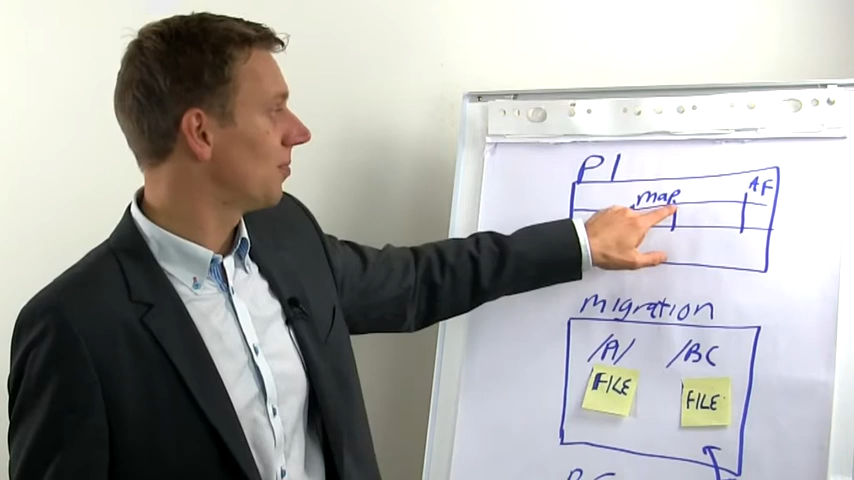 PI
AF
map
migration
/A/ /BC
FILE FILE